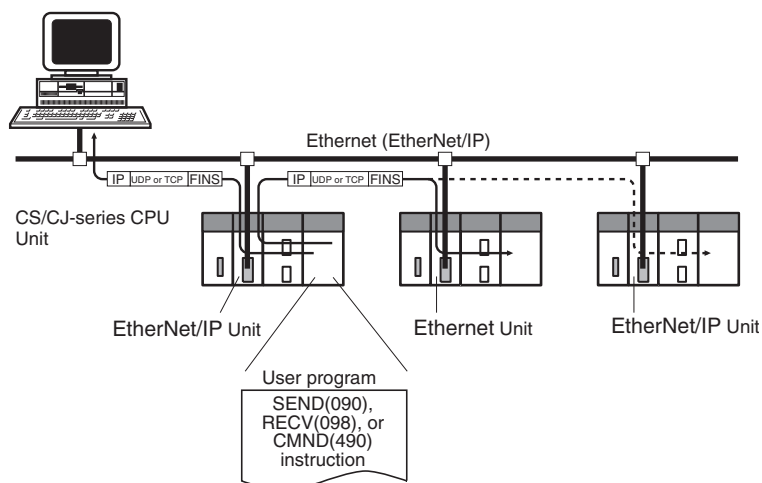 Ethernet (EtherNet/IP)
IP UDP or TCP FINS
IP UDP or TCP FINS
CS/CJ-series CPU
Unit
EtherNet/IP Unit
Ethernet Unit
EtherNet/IP Unit
User program
SEND(090),
RECV(098), or
CMND(490)
instruction